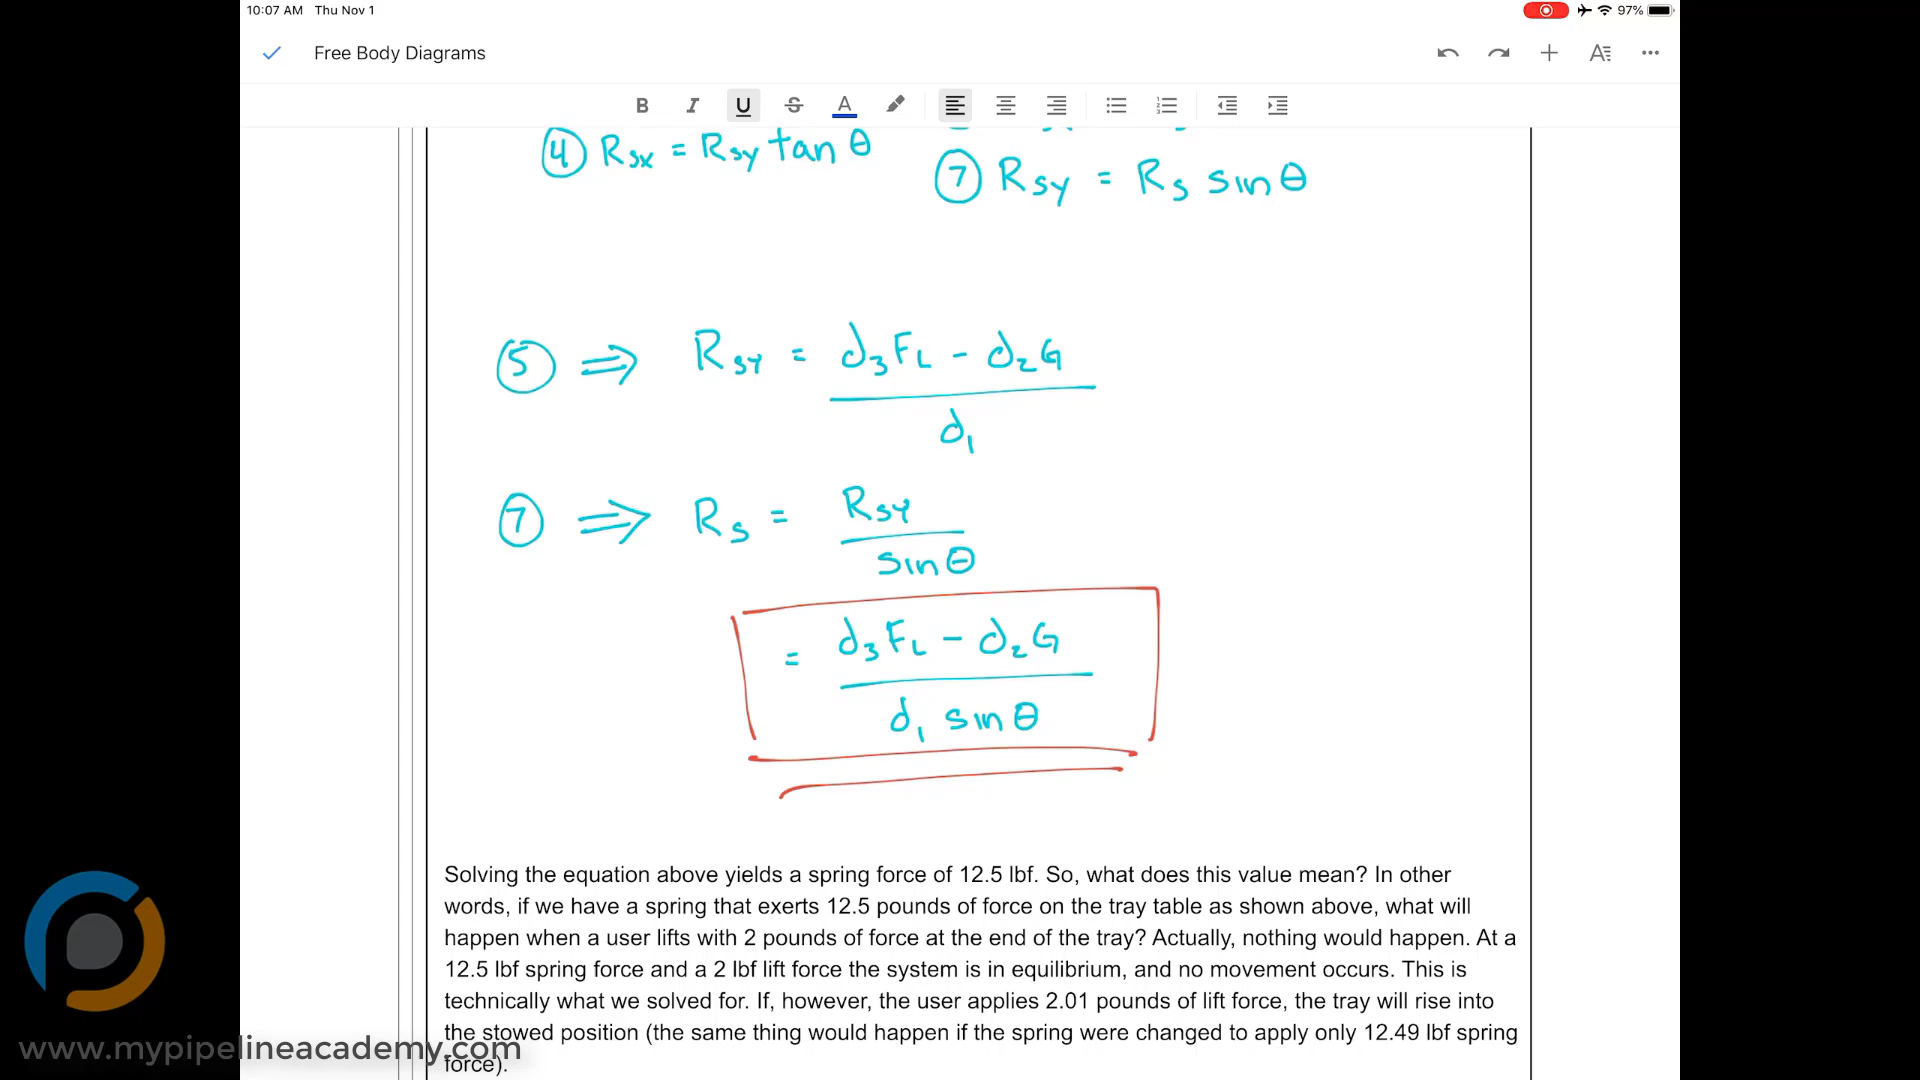 10:07 AM Thu Nov 1
97%
Free Body Diagrams
B I U S A
④ Rsx = Rsy tan θ
⑦ Rsy = Rs sin θ
⑤ ⇒ Rsy = d₃FL - d₂G
d₁
⑦ ⇒ Rs = Rsy
sin θ
= d₃FL - d₂G
d₁ sin θ
Solving the equation above yields a spring force of 12.5 lbf. So, what does this value mean? In other
words, if we have a spring that exerts 12.5 pounds of force on the tray table as shown above, what will
happen when a user lifts with 2 pounds of force at the end of the tray? Actually, nothing would happen. At a
12.5 lbf spring force and a 2 lbf lift force the system is in equilibrium, and no movement occurs. This is
technically what we solved for. If, however, the user applies 2.01 pounds of lift force, the tray will rise into
the stowed position (the same thing would happen if the spring were changed to apply only 12.49 lbf spring
force).
www.mypipelineacademy.com